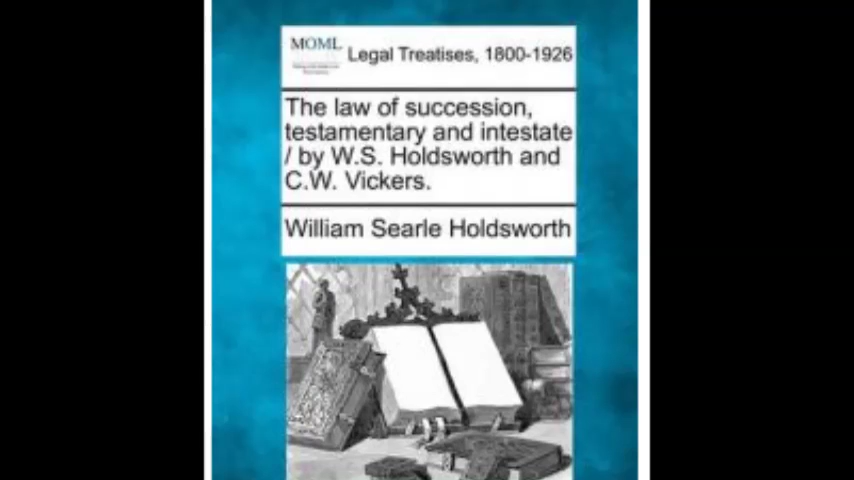 MOML
Legal Treatises, 1800-1926
The law of succession,
testamentary and intestate
/ by W.S. Holdsworth and
C.W. Vickers.
William Searle Holdsworth